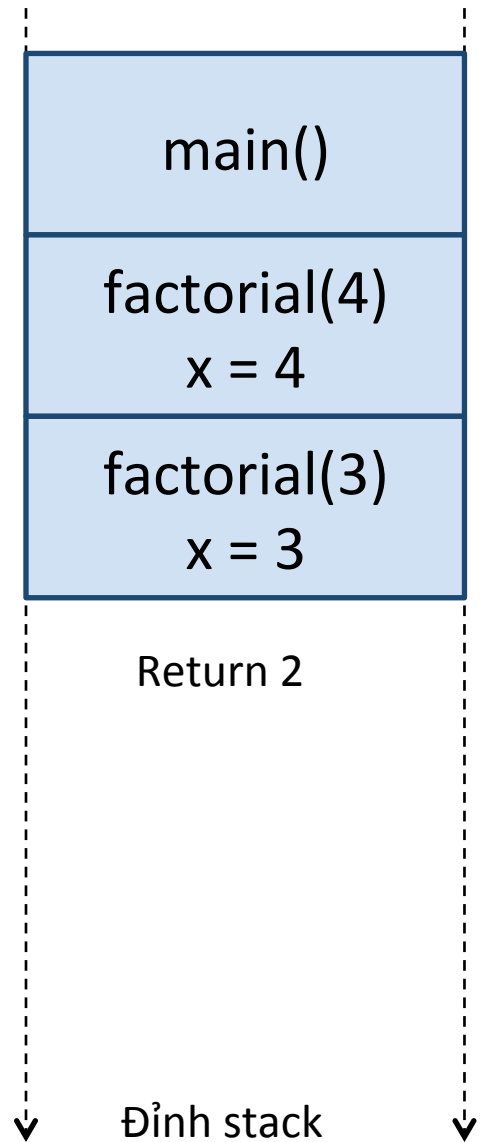 main()
factorial(4)
x = 4
factorial(3)
x = 3
Return 2
Đỉnh stack